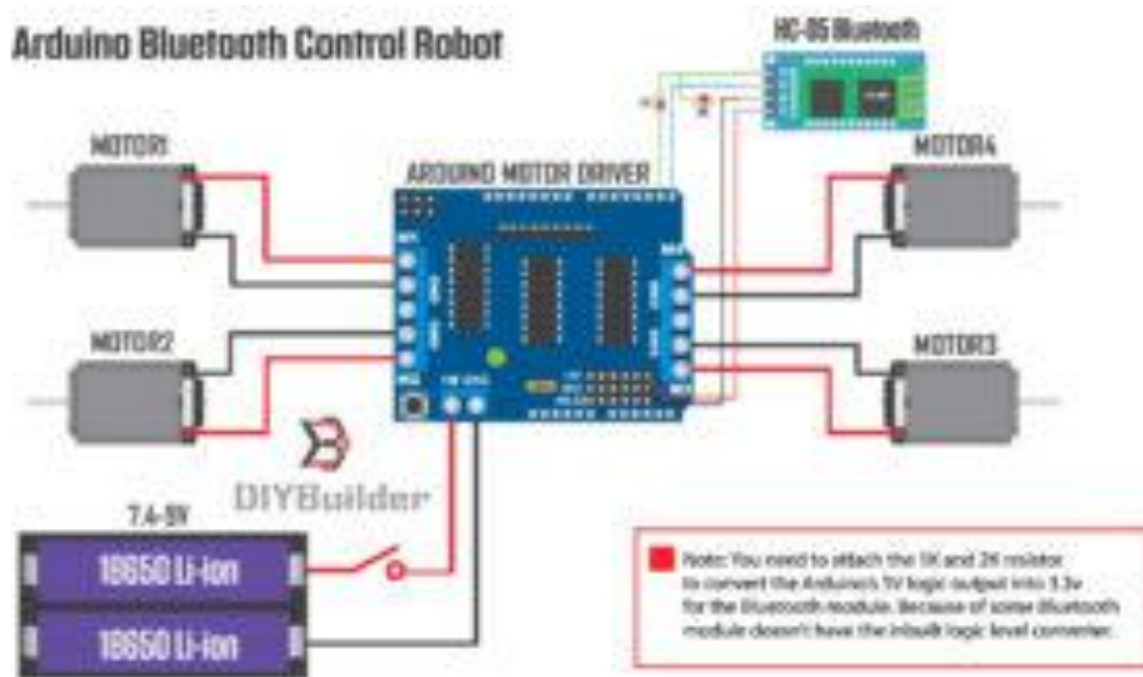 Arduino Bluetooth Control Robot
HC-05 Bluetooth
MOTOR1
MOTOR4
ARDUINO MOTOR DRIVER
MOTOR2
MOTOR3
DIYBuilder
7.4-9V
18650 Li-ion
18650 Li-ion
Note: You need to attach the 1K and 2K resistor
to convert the Arduino's 5V logic output into 3.3v
for the Bluetooth module. Because of some Bluetooth
module doesn't have the inbuilt logic level converter.